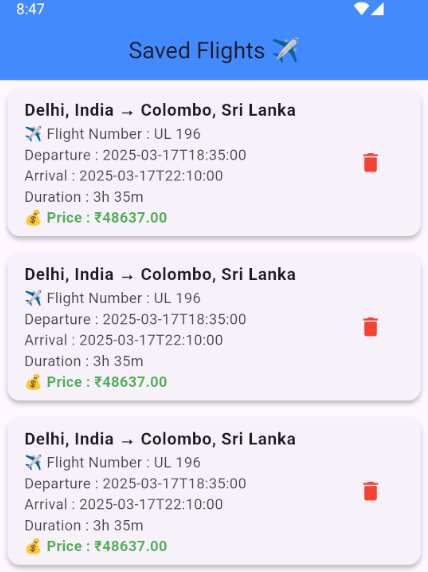 8:47
Saved Flights ✈️
Delhi, India → Colombo, Sri Lanka
✈️ Flight Number : UL 196
Departure : 2025-03-17T18:35:00
Arrival : 2025-03-17T22:10:00
Duration : 3h 35m
💰 Price : ₹48637.00
Delhi, India → Colombo, Sri Lanka
✈️ Flight Number : UL 196
Departure : 2025-03-17T18:35:00
Arrival : 2025-03-17T22:10:00
Duration : 3h 35m
💰 Price : ₹48637.00
Delhi, India → Colombo, Sri Lanka
✈️ Flight Number : UL 196
Departure : 2025-03-17T18:35:00
Arrival : 2025-03-17T22:10:00
Duration : 3h 35m
💰 Price : ₹48637.00